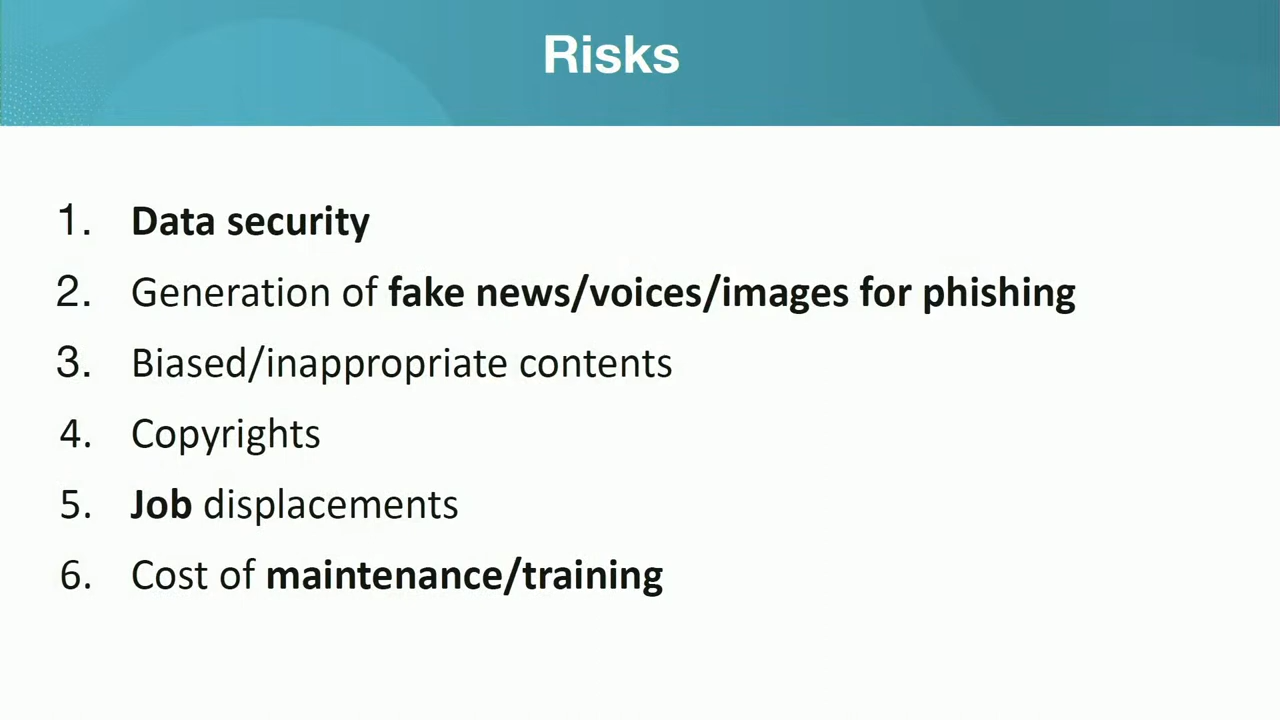 Risks
1. Data security
2. Generation of fake news/voices/images for phishing
3. Biased/inappropriate contents
4. Copyrights
5. Job displacements
6. Cost of maintenance/training